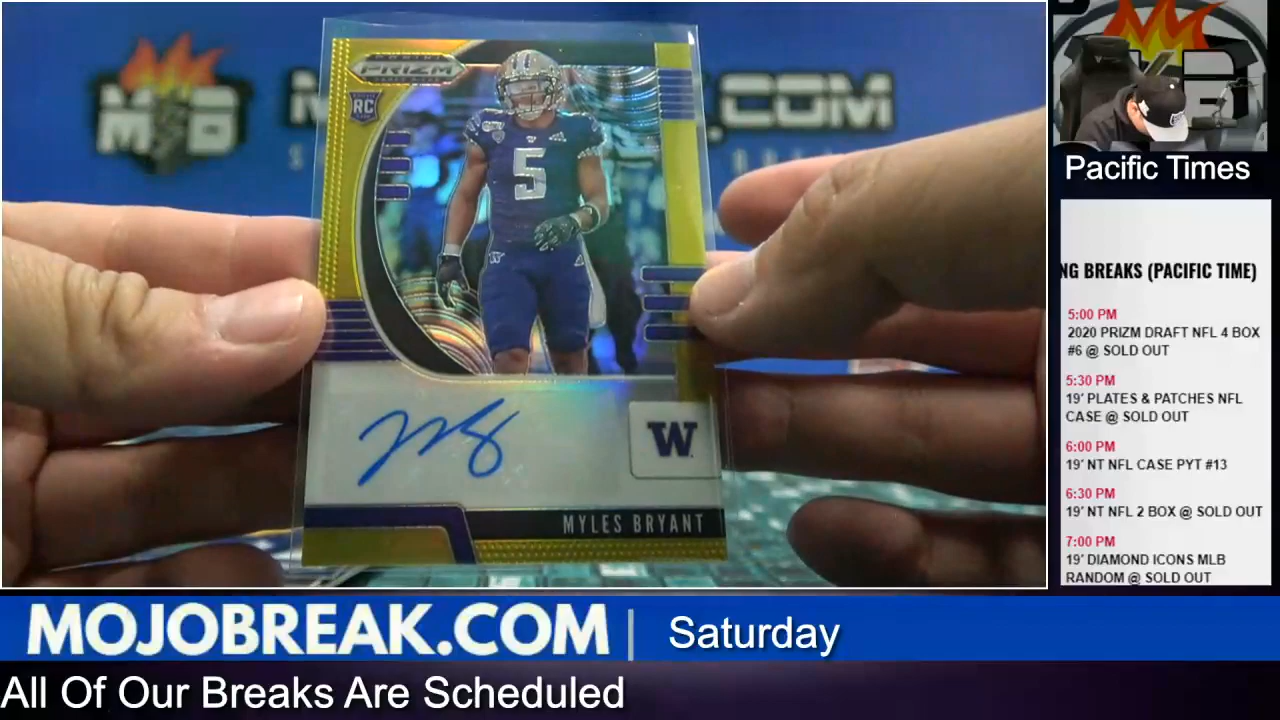 PANINI
PRIZM
RC
5
W
MYLES BRYANT
.COM
Pacific Times
NG BREAKS (PACIFIC TIME)
5:00 PM
2020 PRIZM DRAFT NFL 4 BOX
#6 @ SOLD OUT
5:30 PM
19' PLATES & PATCHES NFL
CASE @ SOLD OUT
6:00 PM
19' NT NFL CASE PYT #13
6:30 PM
19' NT NFL 2 BOX @ SOLD OUT
7:00 PM
19' DIAMOND ICONS MLB
RANDOM @ SOLD OUT
MOJOBREAK.COM | Saturday
All Of Our Breaks Are Scheduled